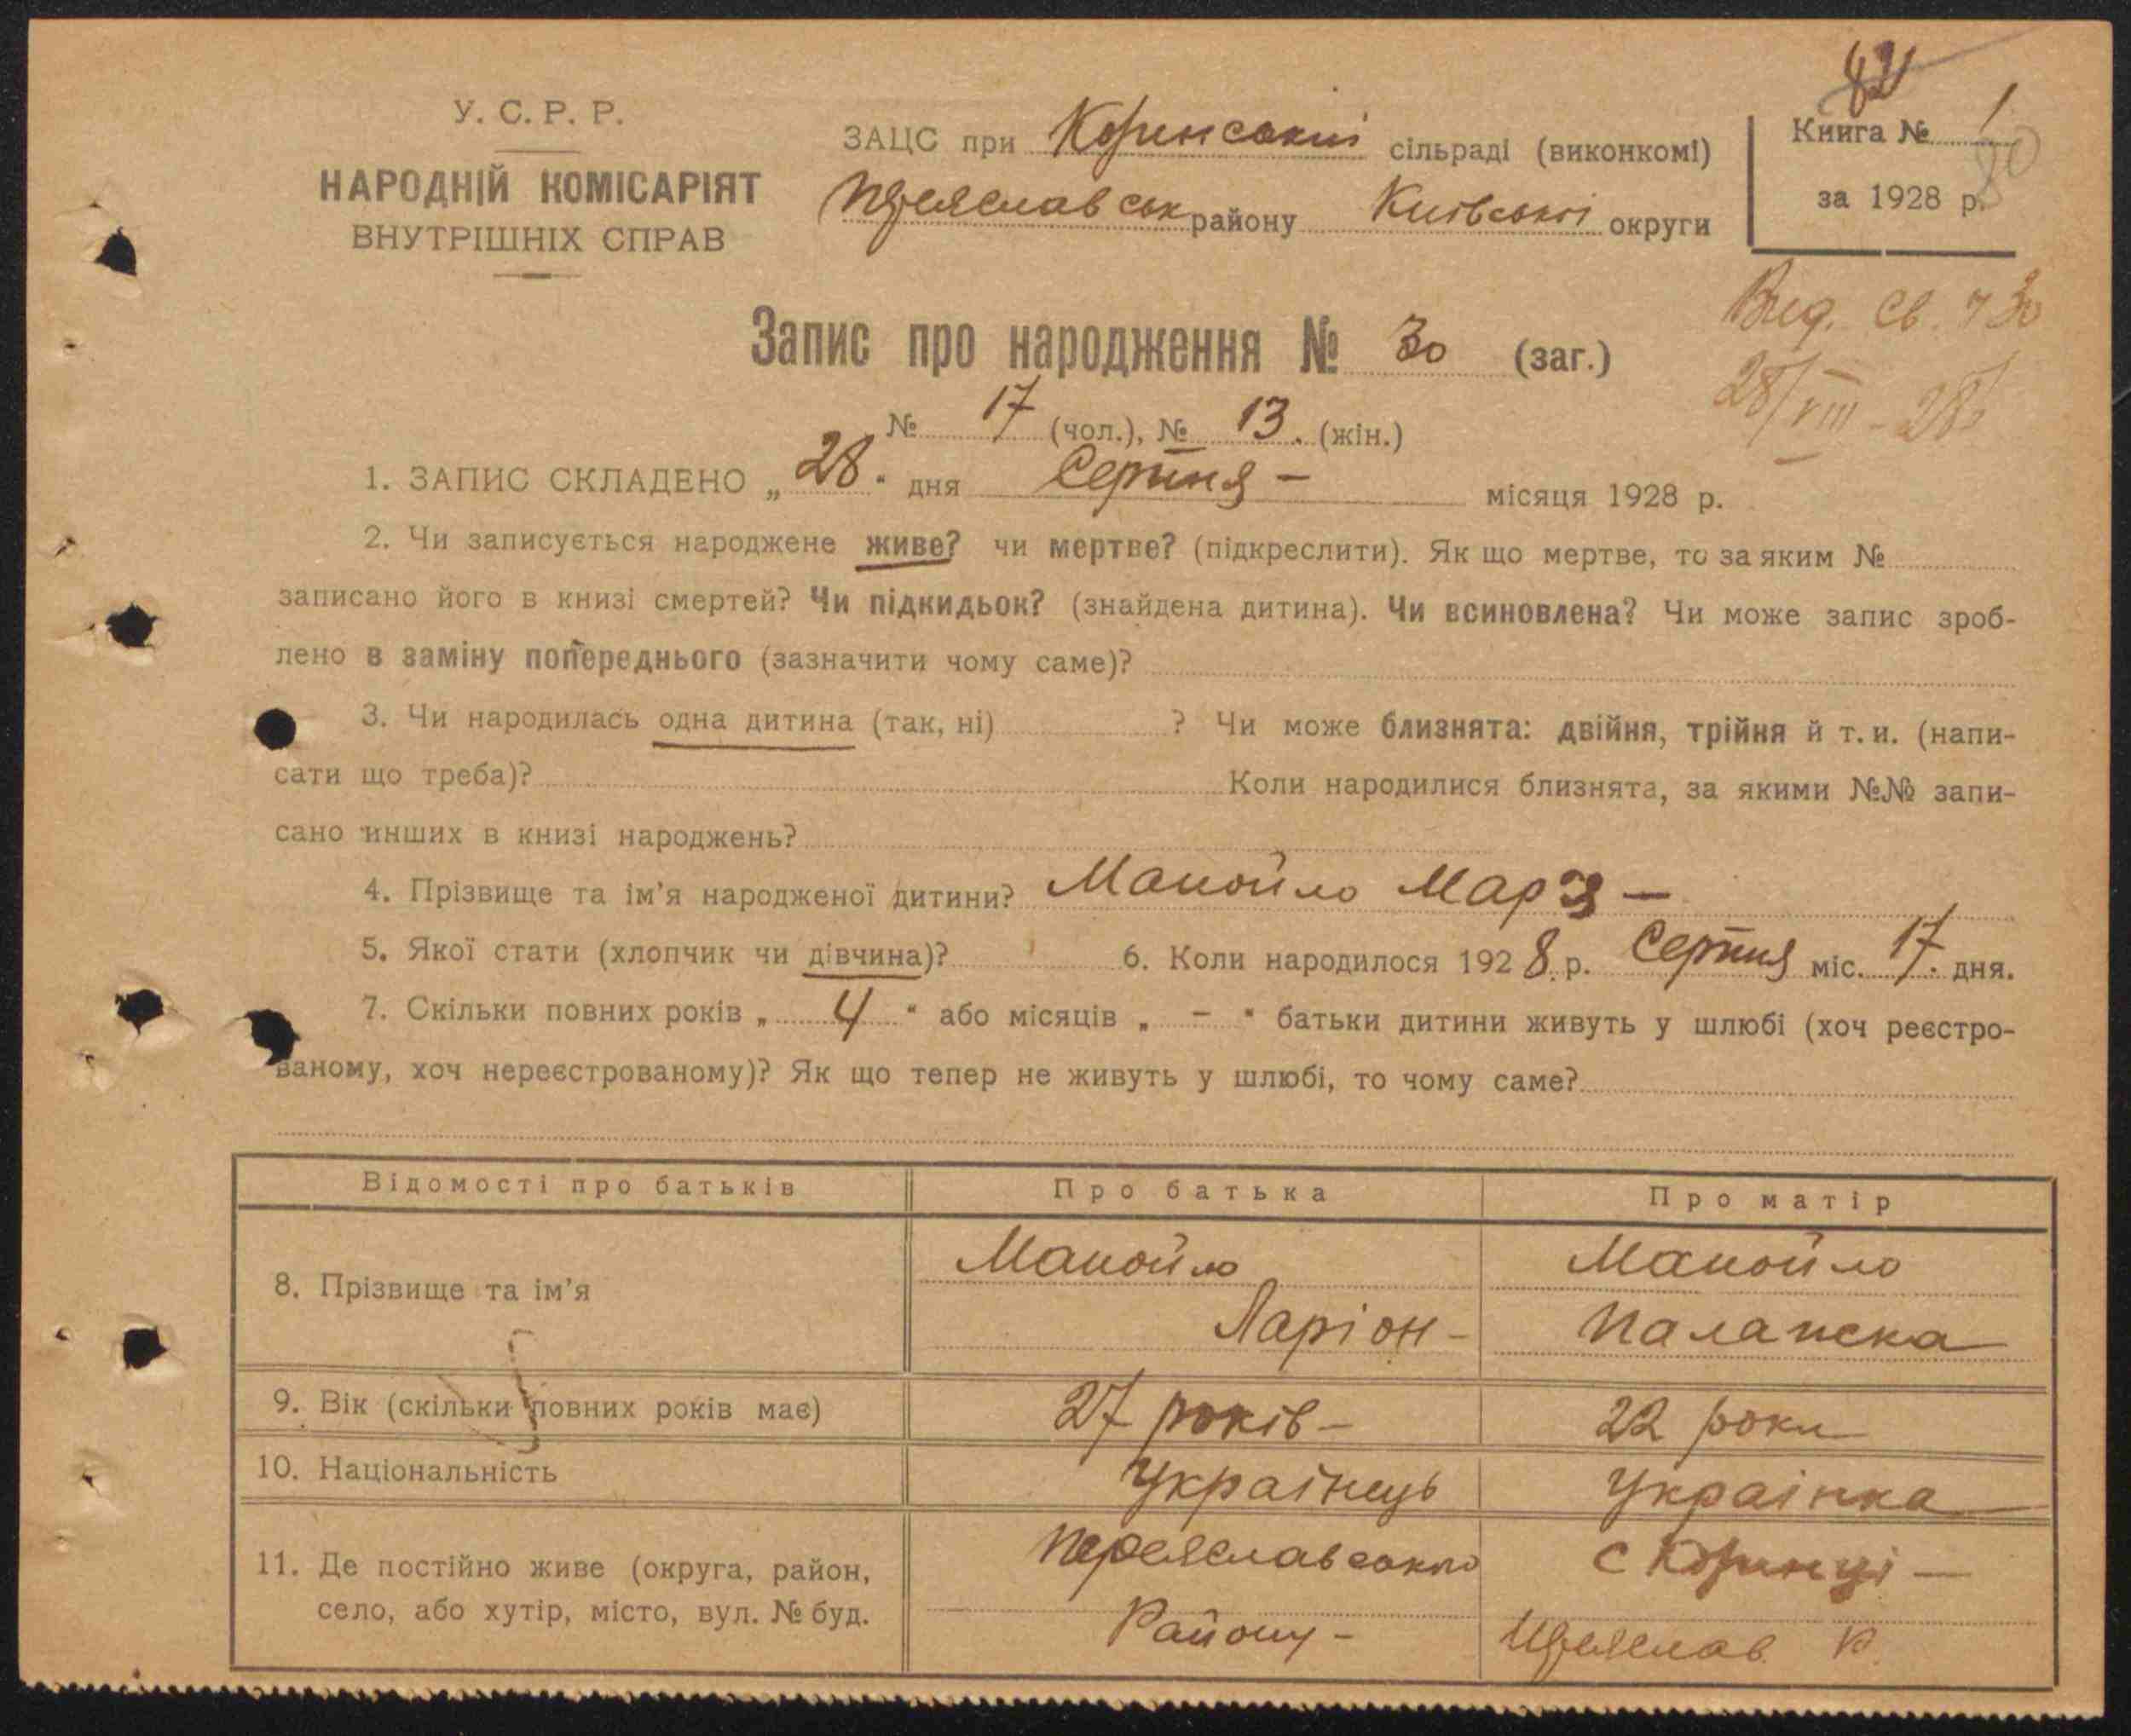 82
У. С. Р. Р.
НАРОДНІЙ КОМІСАРІЯТ
ВНУТРІШНІХ СПРАВ
ЗАЦС при сільраді (виконкомі)
району Київської округи
Книга № 1
80
за 1928 р.
Вид. св. ч 30
28/VIII - 28
Запис про народження № 30 (заг.)
№ 17 (чол.), № 13. (жін.)
1. ЗАПИС СКЛАДЕНО „ 28 " дня Серпня – місяця 1928 р.
2. Чи записується народжене живе? чи мертве? (підкреслити). Як що мертве, то за яким №
записано його в книзі смертей? Чи підкидьок? (знайдена дитина). Чи всиновлена? Чи може запис зроб-
лено в заміну попереднього (зазначити чому саме)?
3. Чи народилась одна дитина (так, ні) ? Чи може близнята: двійня, трійня й т. и. (напи-
сати що треба)? Коли народилися близнята, за якими №№ запи-
сано инших в книзі народжень?
4. Прізвище та ім'я народженої дитини? Манойло –
5. Якої стати (хлопчик чи дівчина)? 6. Коли народилося 1928 р. Серпня міс. 17. дня.
7. Скільки повних років „ 4 " або місяців „ – " батьки дитини живуть у шлюбі (хоч реєстро-
ваному, хоч нереєстрованому)? Як що тепер не живуть у шлюбі, то чому саме?
Відомості про батьків Про батька Про матір
8. Прізвище та ім'я
Манойло Манойло
Ларіон – Палажка
9. Вік (скільки повних років має) 27 років – 22 роки
10. Національність Українець Українка
11. Де постійно живе (округа, район,
село, або хутір, місто, вул. № буд.
Переяславського с
Району – Переяслав. Р.